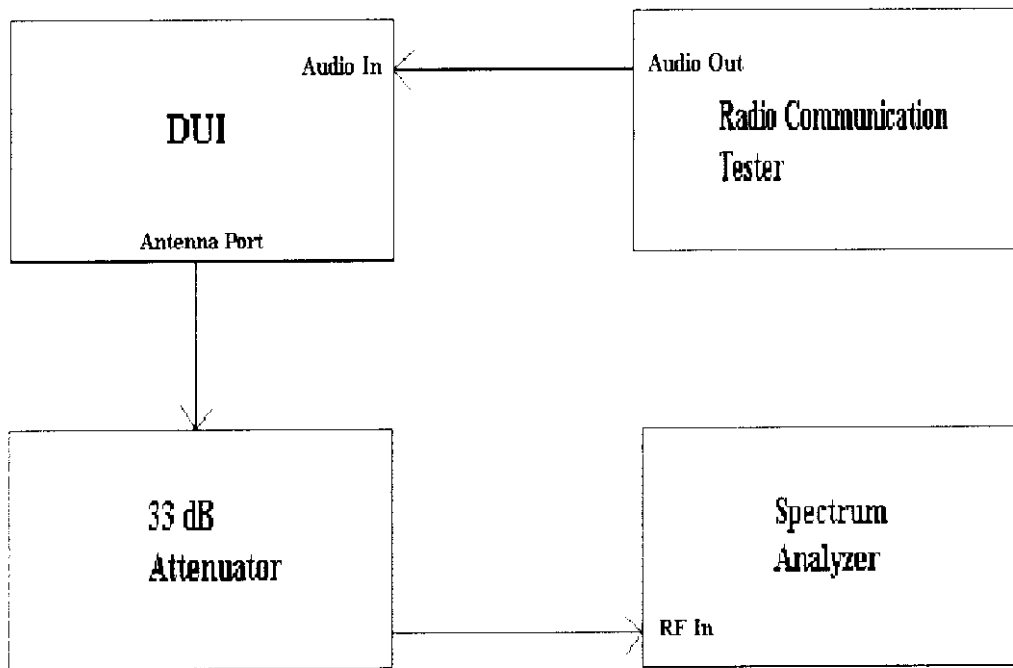 Audio In
DUI
Antenna Port
Audio Out
Radio Communication
Tester
33 dB
Attenuator
Spectrum
Analyzer
RF In